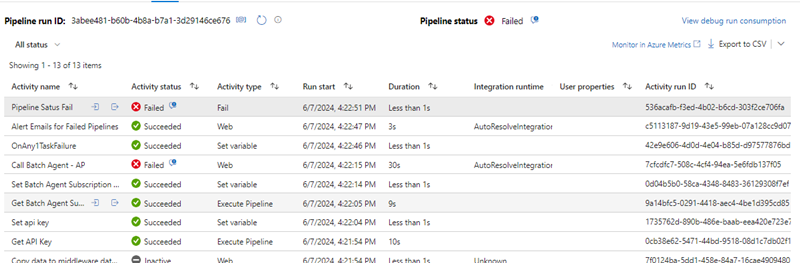 Pipeline run ID: 3abee481-b60b-4b8a-b7a1-3d29146ce676 Pipeline status Failed View debug run consumption
All status Monitor in Azure Metrics Export to CSV
Showing 1 - 13 of 13 items
Activity name Activity status Activity type Run start Duration Integration runtime User properties Activity run ID
Pipeline Satus Fail Failed Fail 6/7/2024, 4:22:51 PM Less than 1s 536acafb-f3ed-4b02-b6cd-303f2ce706fa
Alert Emails for Failed Pipelines Succeeded Web 6/7/2024, 4:22:47 PM 3s AutoResolveIntegration c5113187-9d19-43e5-99eb-07a128cc9d07
OnAny1TaskFailure Succeeded Set variable 6/7/2024, 4:22:46 PM Less than 1s 42e9e606-4d0d-4e04-b85d-d97577876bd
Call Batch Agent - AP Failed Web 6/7/2024, 4:22:15 PM 30s AutoResolveIntegration 7cfcdfc7-508c-4cf4-94ea-5e6fdb137f05
Set Batch Agent Subscription ... Succeeded Set variable 6/7/2024, 4:22:14 PM Less than 1s 0d04b5b0-58ca-4348-8483-36129308f7ef
Get Batch Agent Su... Succeeded Execute Pipeline 6/7/2024, 4:22:05 PM 9s 9a14bfc5-0291-4418-aec4-4be1d395cd85
Set api key Succeeded Set variable 6/7/2024, 4:22:04 PM Less than 1s 1735762d-890b-486e-baab-eea420e723e7
Get API Key Succeeded Execute Pipeline 6/7/2024, 4:21:54 PM 10s 0cb38e62-5471-44bd-9518-08d1c7db02f1
Copy data to middleware dat... Inactive Web 6/7/2024, 4:21:54 PM Less than 1s Unknown 7f0124ba-5dd1-458e-84a7-16cae4909480